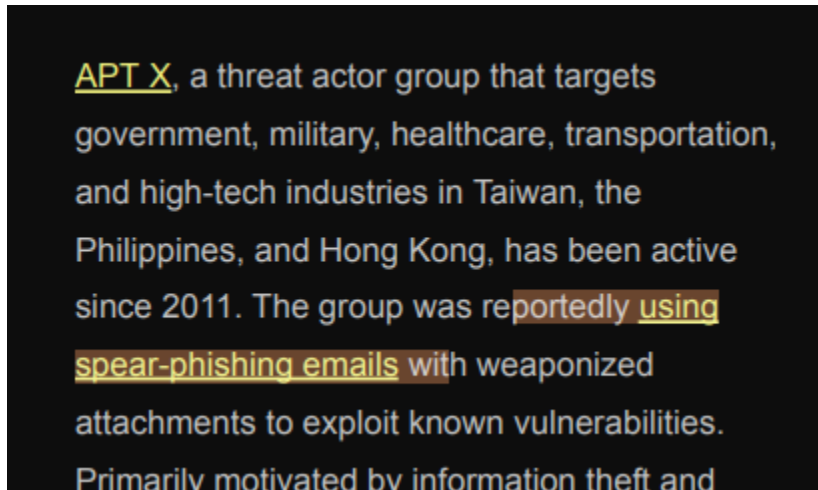 APT X, a threat actor group that targets
government, military, healthcare, transportation,
and high-tech industries in Taiwan, the
Philippines, and Hong Kong, has been active
since 2011. The group was reportedly using
spear-phishing emails with weaponized
attachments to exploit known vulnerabilities.
Primarily motivated by information theft and